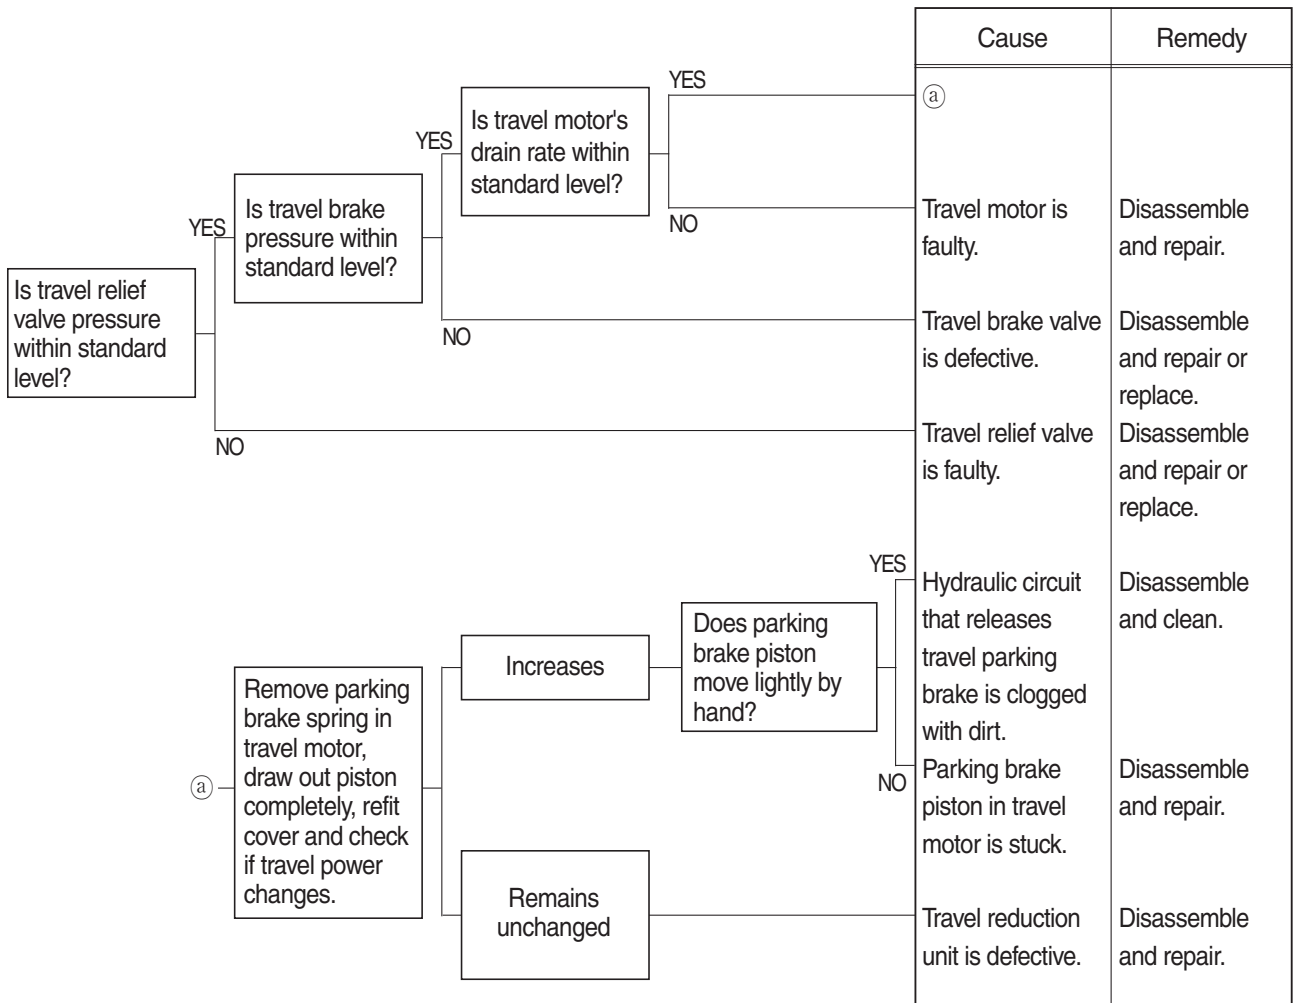 Cause
Remedy
YES
ⓐ
Is travel motor's
drain rate within
standard level?
YES
NO
Travel motor is
faulty.
Disassemble
and repair.
Is travel brake
pressure within
standard level?
YES
NO
Travel brake valve
is defective.
Disassemble
and repair or
replace.
Is travel relief
valve pressure
within standard
level?
NO
Travel relief valve
is faulty.
Disassemble
and repair or
replace.
YES
Hydraulic circuit
that releases
travel parking
brake is clogged
with dirt.
Disassemble
and clean.
Does parking
brake piston
move lightly by
hand?
Increases
ⓐ
Remove parking
brake spring in
travel motor,
draw out piston
completely, refit
cover and check
if travel power
changes.
NO
Parking brake
piston in travel
motor is stuck.
Disassemble
and repair.
Remains
unchanged
Travel reduction
unit is defective.
Disassemble
and repair.